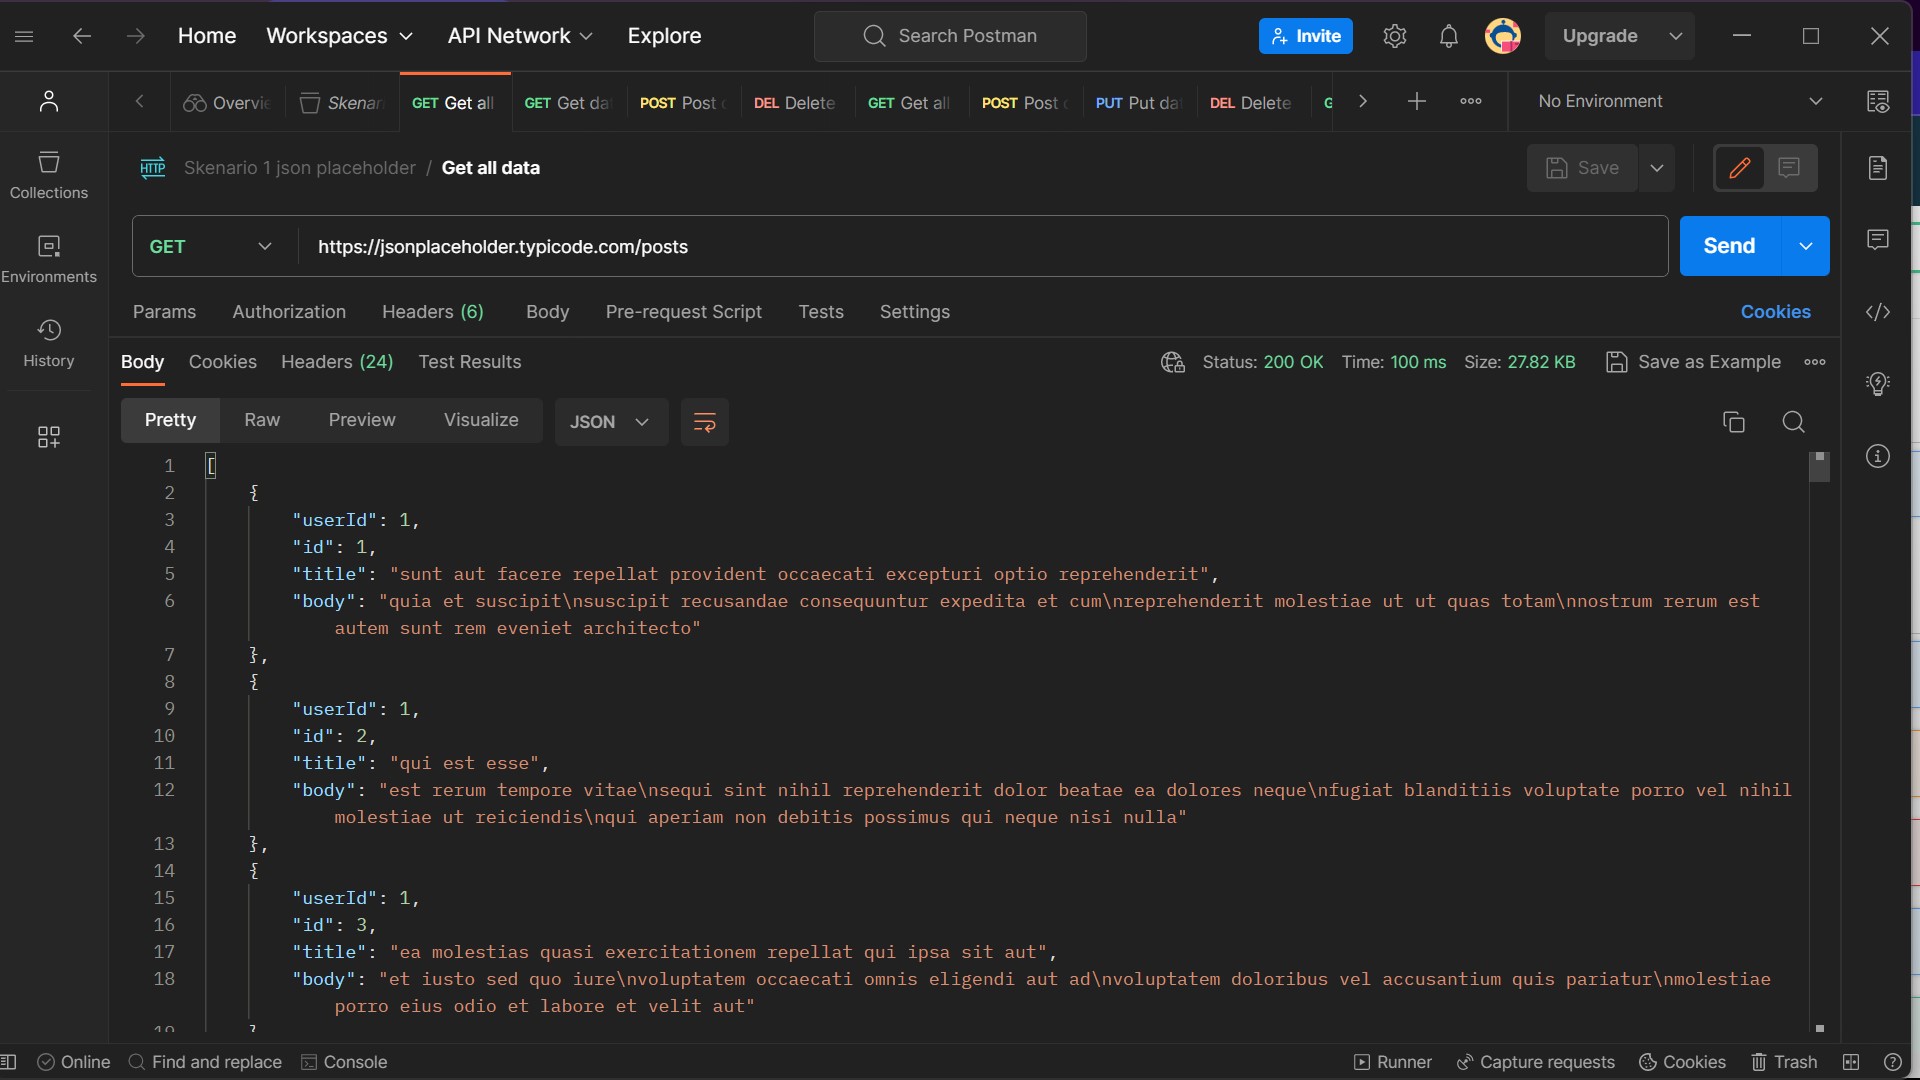 Home Workspaces API Network Explore Search Postman Invite Upgrade
Overvie Skenar GET Get all GET Get da POST Post DEL Delete GET Get all POST Post PUT Put da DEL Delete No Environment
HTTP Skenario 1 json placeholder / Get all data Save
Collections
GET https://jsonplaceholder.typicode.com/posts Send
Environments
Params Authorization Headers (6) Body Pre-request Script Tests Settings Cookies
History
Body Cookies Headers (24) Test Results Status: 200 OK Time: 100 ms Size: 27.82 KB Save as Example
Pretty Raw Preview Visualize JSON
1 [
2 {
3 "userId": 1,
4 "id": 1,
5 "title": "sunt aut facere repellat provident occaecati excepturi optio reprehenderit",
6 "body": "quia et suscipit\nsuscipit recusandae consequuntur expedita et cum\nreprehenderit molestiae ut ut quas totam\nnostrum rerum est
autem sunt rem eveniet architecto"
7 },
8 {
9 "userId": 1,
10 "id": 2,
11 "title": "qui est esse",
12 "body": "est rerum tempore vitae\nsequi sint nihil reprehenderit dolor beatae ea dolores neque\nfugiat blanditiis voluptate porro vel nihil
molestiae ut reiciendis\nqui aperiam non debitis possimus qui neque nisi nulla"
13 },
14 {
15 "userId": 1,
16 "id": 3,
17 "title": "ea molestias quasi exercitationem repellat qui ipsa sit aut",
18 "body": "et iusto sed quo iure\nvoluptatem occaecati omnis eligendi aut ad\nvoluptatem doloribus vel accusantium quis pariatur\nmolestiae
porro eius odio et labore et velit aut"
Online Find and replace Console Runner Capture requests Cookies Trash